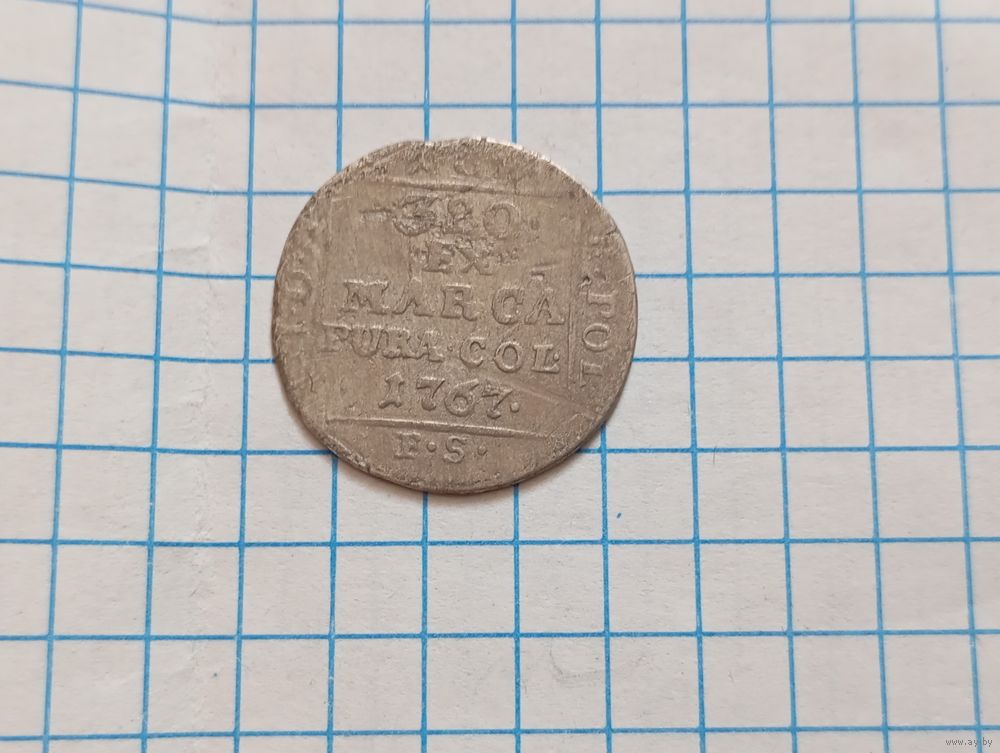 320.
EX
MARCA
PURA·COL·
1767.
F·S·
POL
www.ay.by